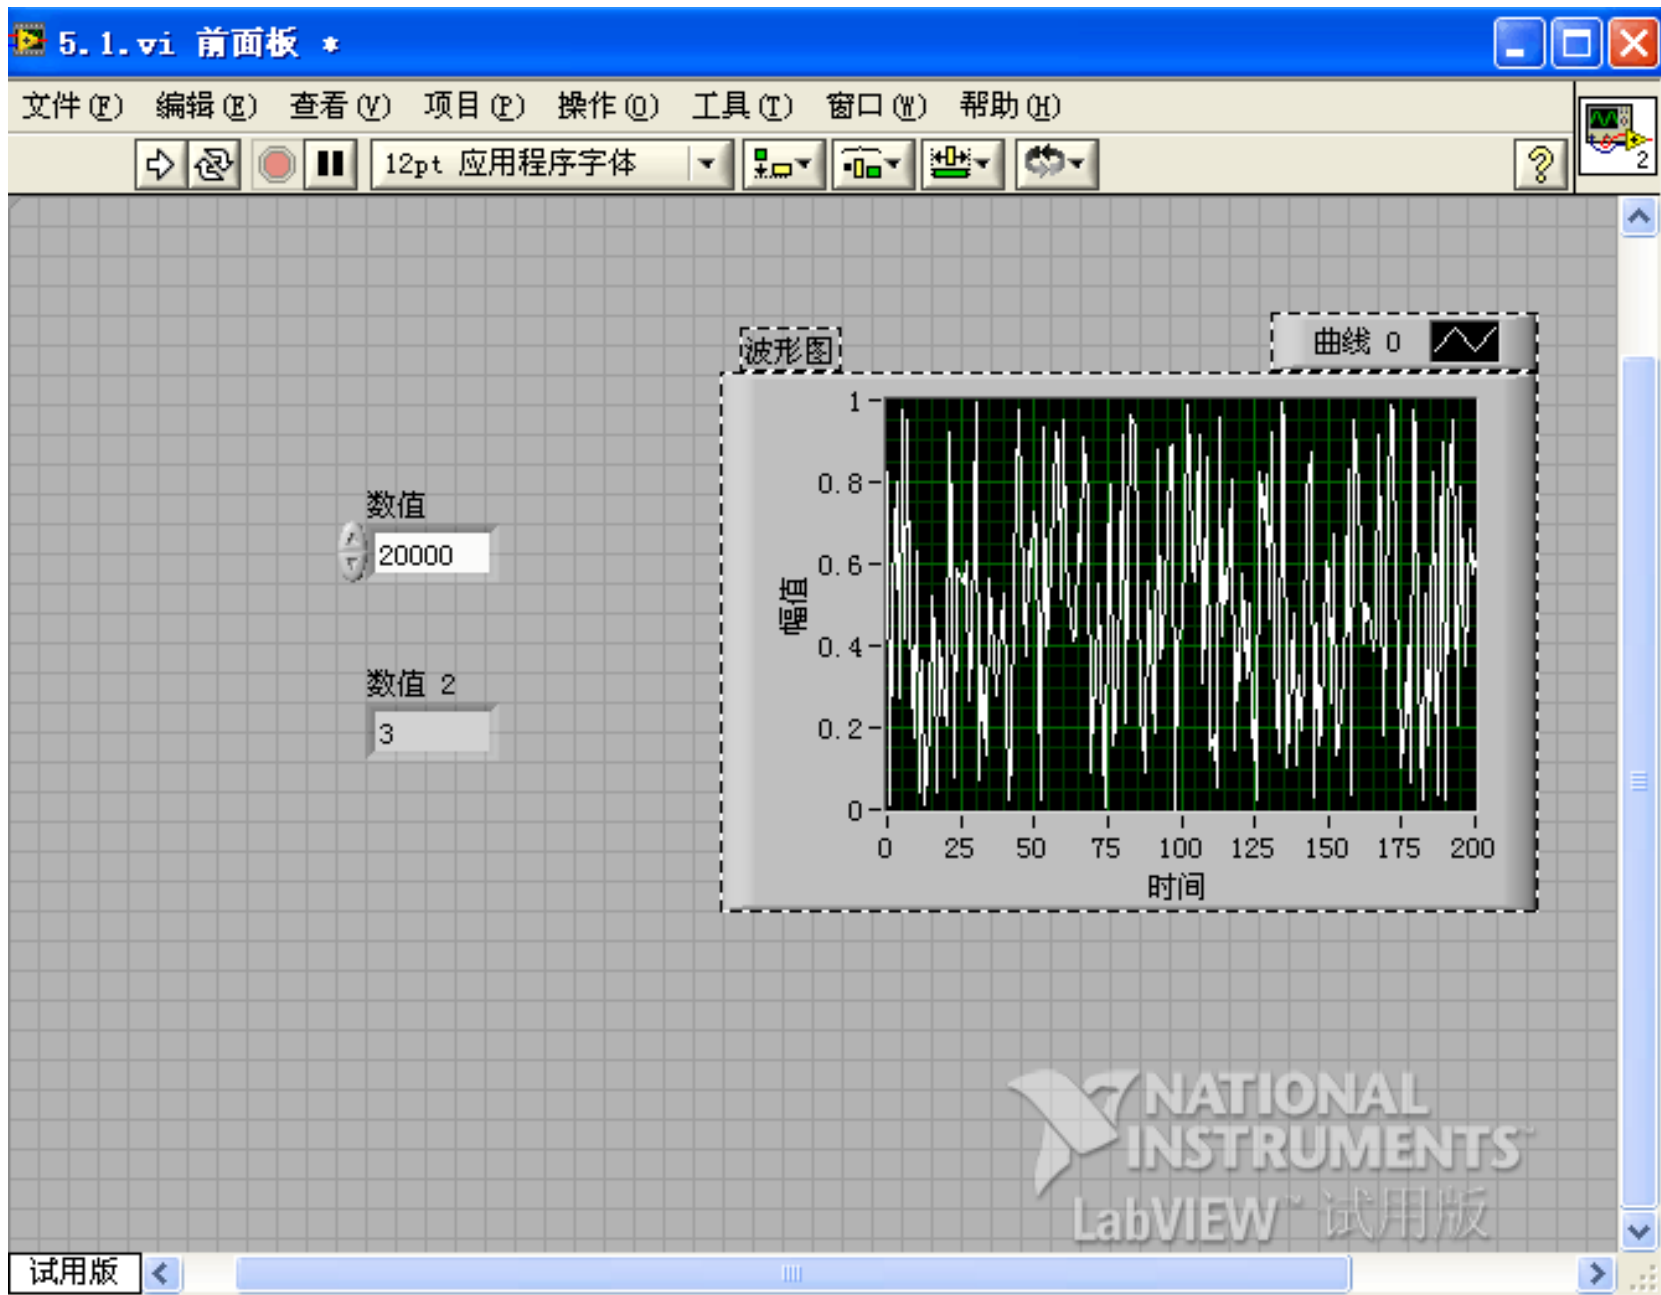 5.1.vi 前面板 *
文件(F) 编辑(E) 查看(V) 项目(P) 操作(O) 工具(T) 窗口(W) 帮助(H)
12pt 应用程序字体
?
2
波形图
曲线 0
数值
20000
数值 2
3
幅值
1
0.8
0.6
0.4
0.2
0
0 25 50 75 100 125 150 175 200
时间
NATIONAL
INSTRUMENTS™
LabVIEW™ 试用版
试用版